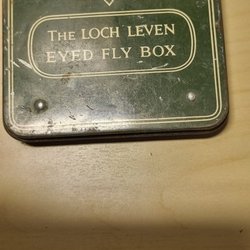 THE LOCH LEVEN
EYED FLY BOX